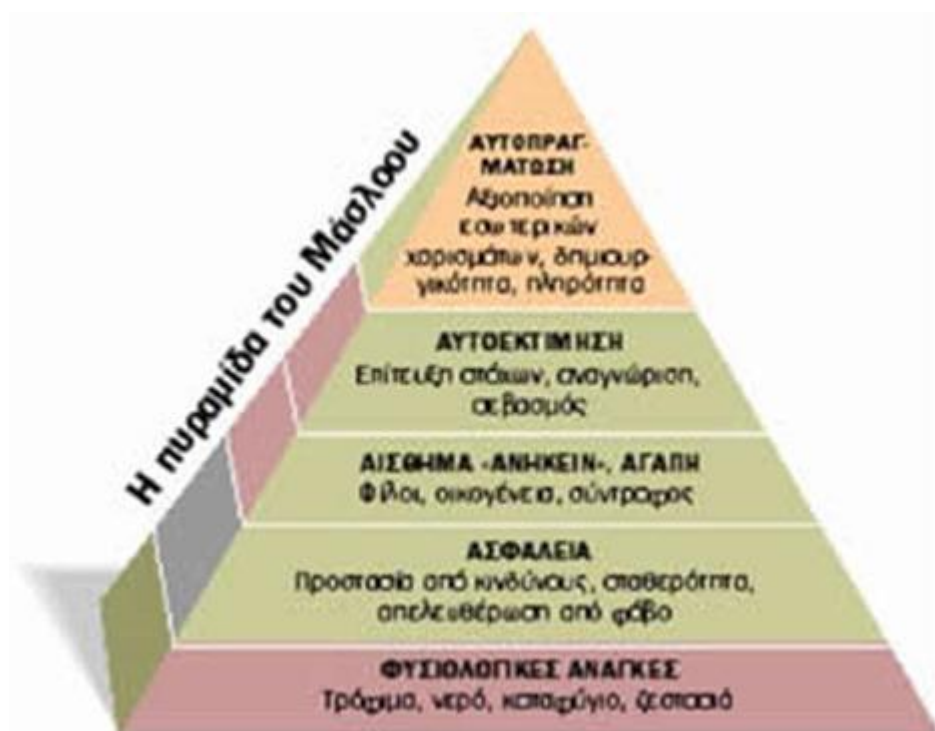 Η πυραμίδα του Μάσλοου
ΑΥΤΟΠΡΑΓ-
ΜΑΤΩΣΗ
Αξιοποίηση
εσωτερικών
χαρισμάτων, δημιουρ-
γικότητα, πληρότητα
ΑΥΤΟΕΚΤΙΜΗΣΗ
Επίτευξη στόχων, αναγνώριση,
σεβασμός
ΑΙΣΘΗΜΑ «ΑΝΗΚΕΙΝ», ΑΓΑΠΗ
Φίλοι, οικογένεια, σύντροφος
ΑΣΦΑΛΕΙΑ
Προστασία από κινδύνους, σταθερότητα,
απελευθέρωση από φόβο
ΦΥΣΙΟΛΟΓΙΚΕΣ ΑΝΑΓΚΕΣ
Τρόφιμα, νερό, καταφύγιο, ζεστασιά